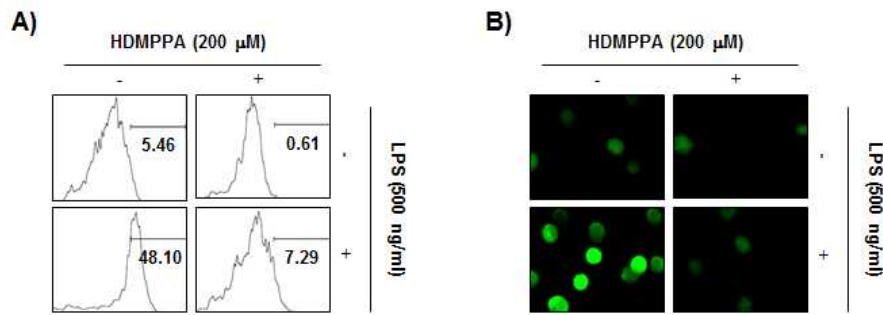 A)
HDMPPA (200 μM)
- +
5.46 0.61 -
48.10 7.29 +
LPS (500 ng/ml)
B)
HDMPPA (200 μM)
- +
-
+
LPS (500 ng/ml)